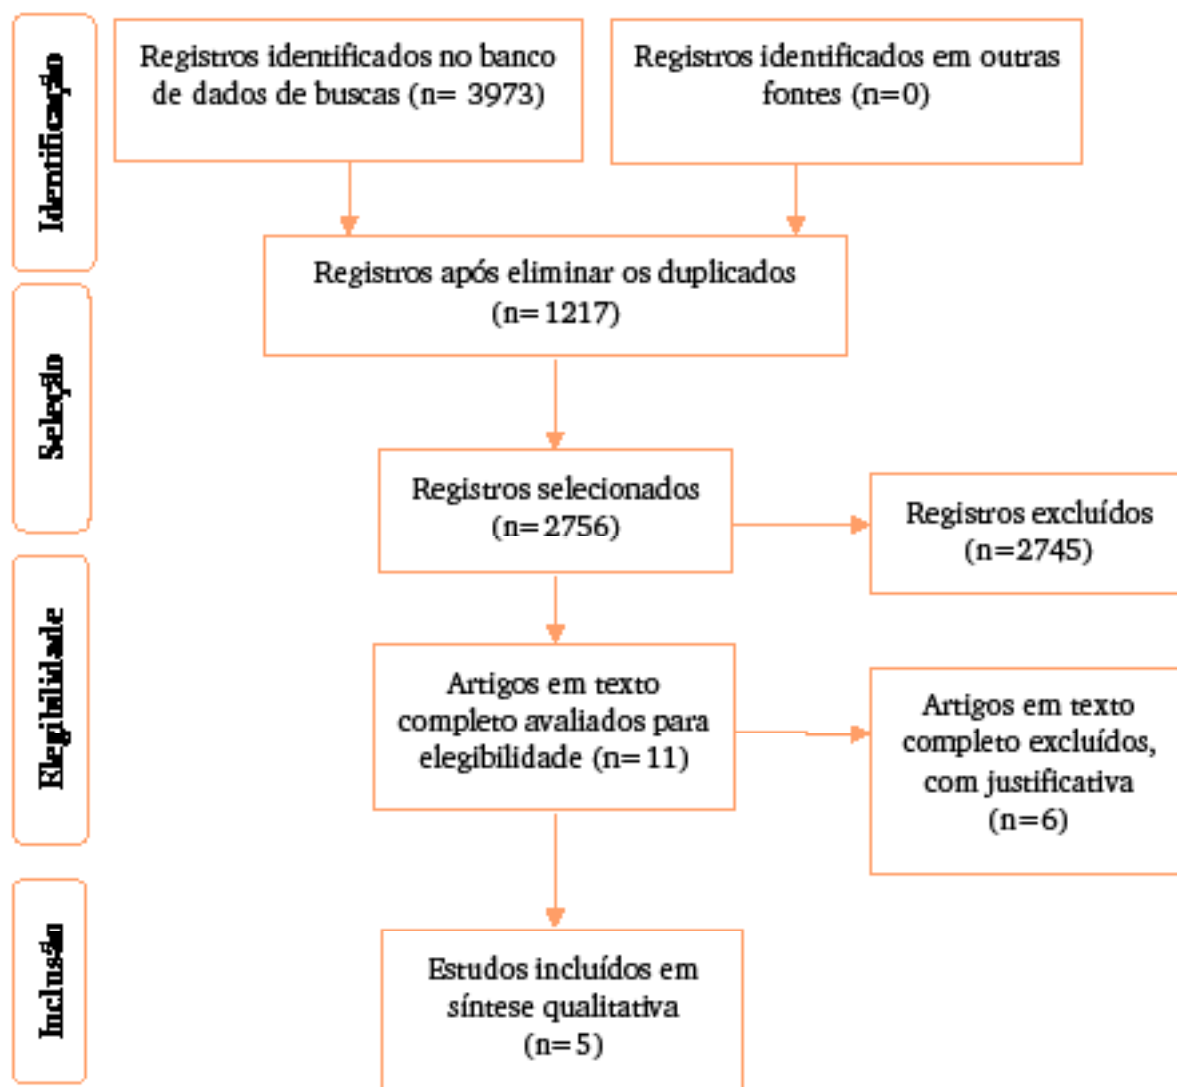 Identificação
Registros identificados no banco
de dados de buscas (n= 3973)
Registros identificados em outras
fontes (n=0)
Registros após eliminar os duplicados
(n=1217)
Seleção
Registros selecionados
(n=2756)
Registros excluídos
(n=2745)
Elegibilidade
Artigos em texto
completo avaliados para
elegibilidade (n=11)
Artigos em texto
completo excluídos,
com justificativa
(n=6)
Inclusão
Estudos incluídos em
síntese qualitativa
(n=5)